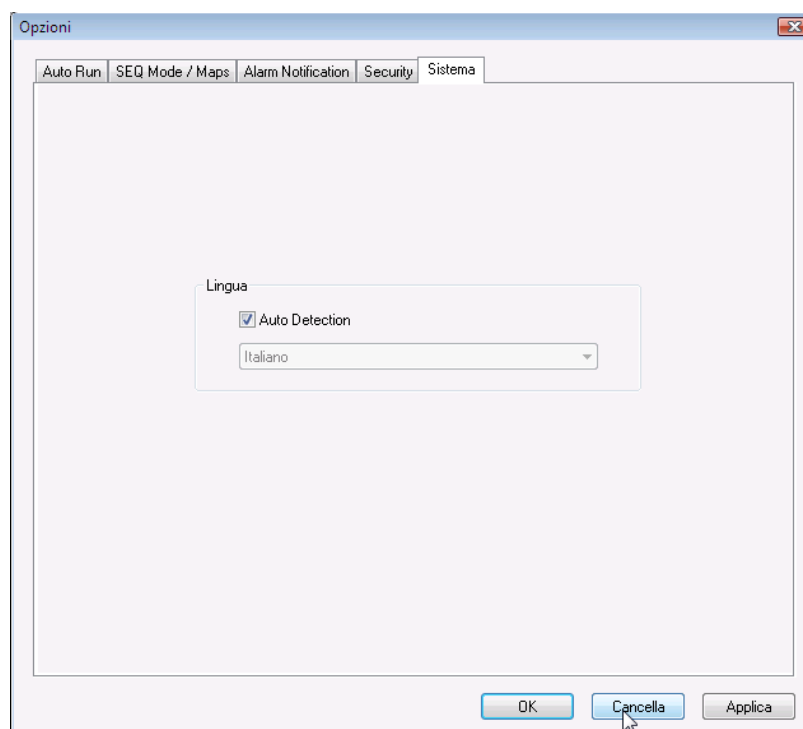 Opzioni
Auto Run SEQ Mode / Maps Alarm Notification Security Sistema
Lingua
Auto Detection
Italiano
OK Cancella Applica